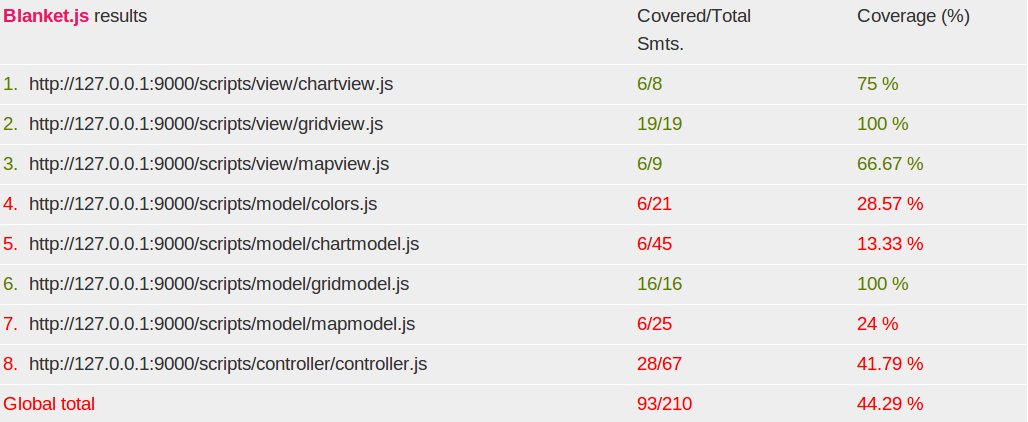 Blanket.js results Covered/Total Coverage (%)
Smts.
1. http://127.0.0.1:9000/scripts/view/chartview.js 6/8 75 %
2. http://127.0.0.1:9000/scripts/view/gridview.js 19/19 100 %
3. http://127.0.0.1:9000/scripts/view/mapview.js 6/9 66.67 %
4. http://127.0.0.1:9000/scripts/model/colors.js 6/21 28.57 %
5. http://127.0.0.1:9000/scripts/model/chartmodel.js 6/45 13.33 %
6. http://127.0.0.1:9000/scripts/model/gridmodel.js 16/16 100 %
7. http://127.0.0.1:9000/scripts/model/mapmodel.js 6/25 24 %
8. http://127.0.0.1:9000/scripts/controller/controller.js 28/67 41.79 %
Global total 93/210 44.29 %